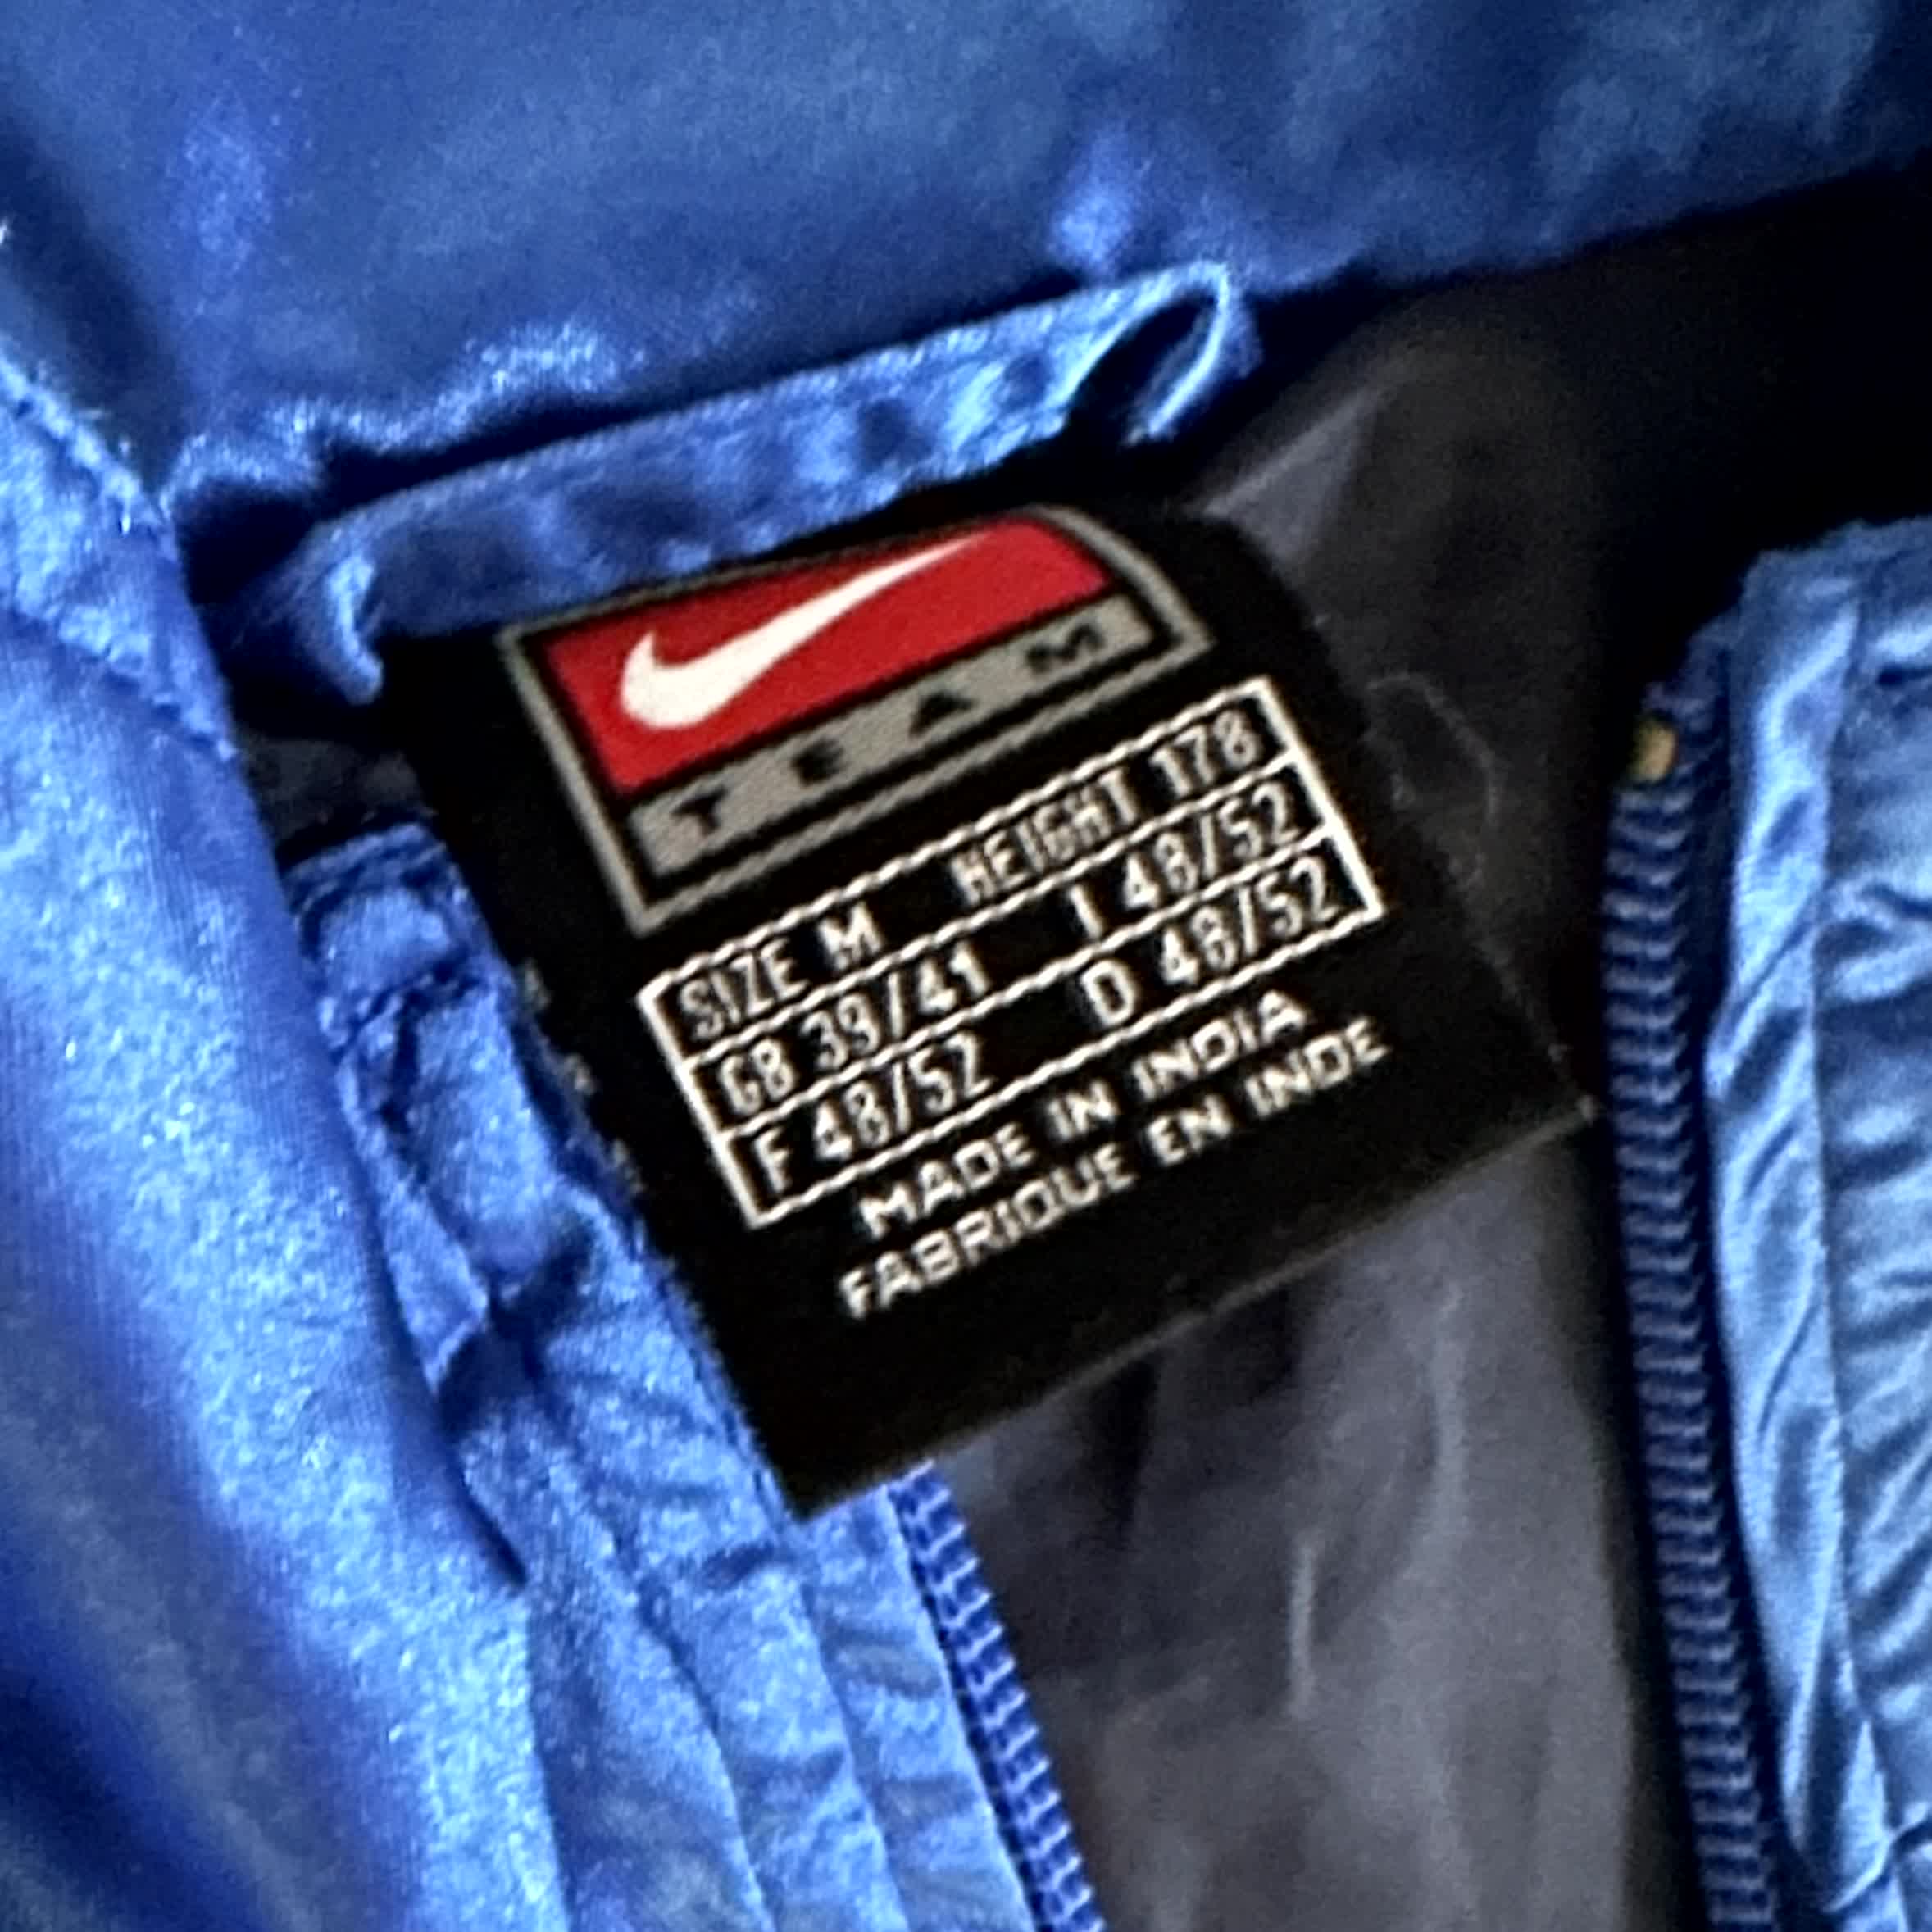 TEAM
SIZE M HEIGHT 178
GB 39/41 I 48/52
F 48/52 D 48/52
MADE IN INDIA
FABRIQUE EN INDE